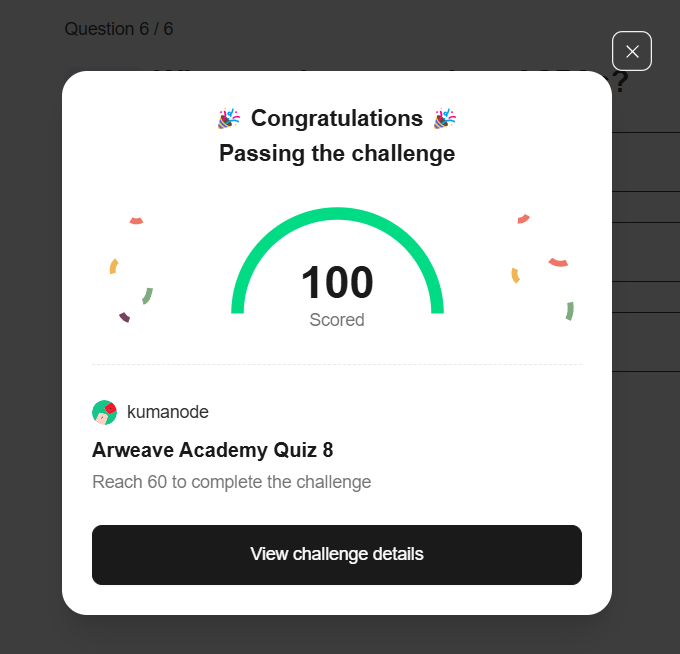 Question 6 / 6
?
🎉 Congratulations 🎉
Passing the challenge
100
Scored
kumanode
Arweave Academy Quiz 8
Reach 60 to complete the challenge
View challenge details